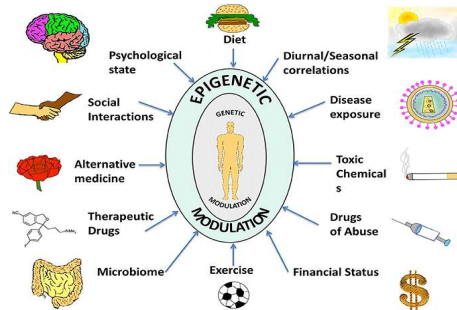 Diet
Psychological
state
Diurnal/Seasonal
correlations
EPIGENETIC
Social
Interactions
Disease
exposure
GENETIC
Alternative
medicine
Toxic
Chemical
s
MODULATION
Therapeutic
Drugs
Drugs
of Abuse
MODULATION
Microbiome
Exercise
Financial Status